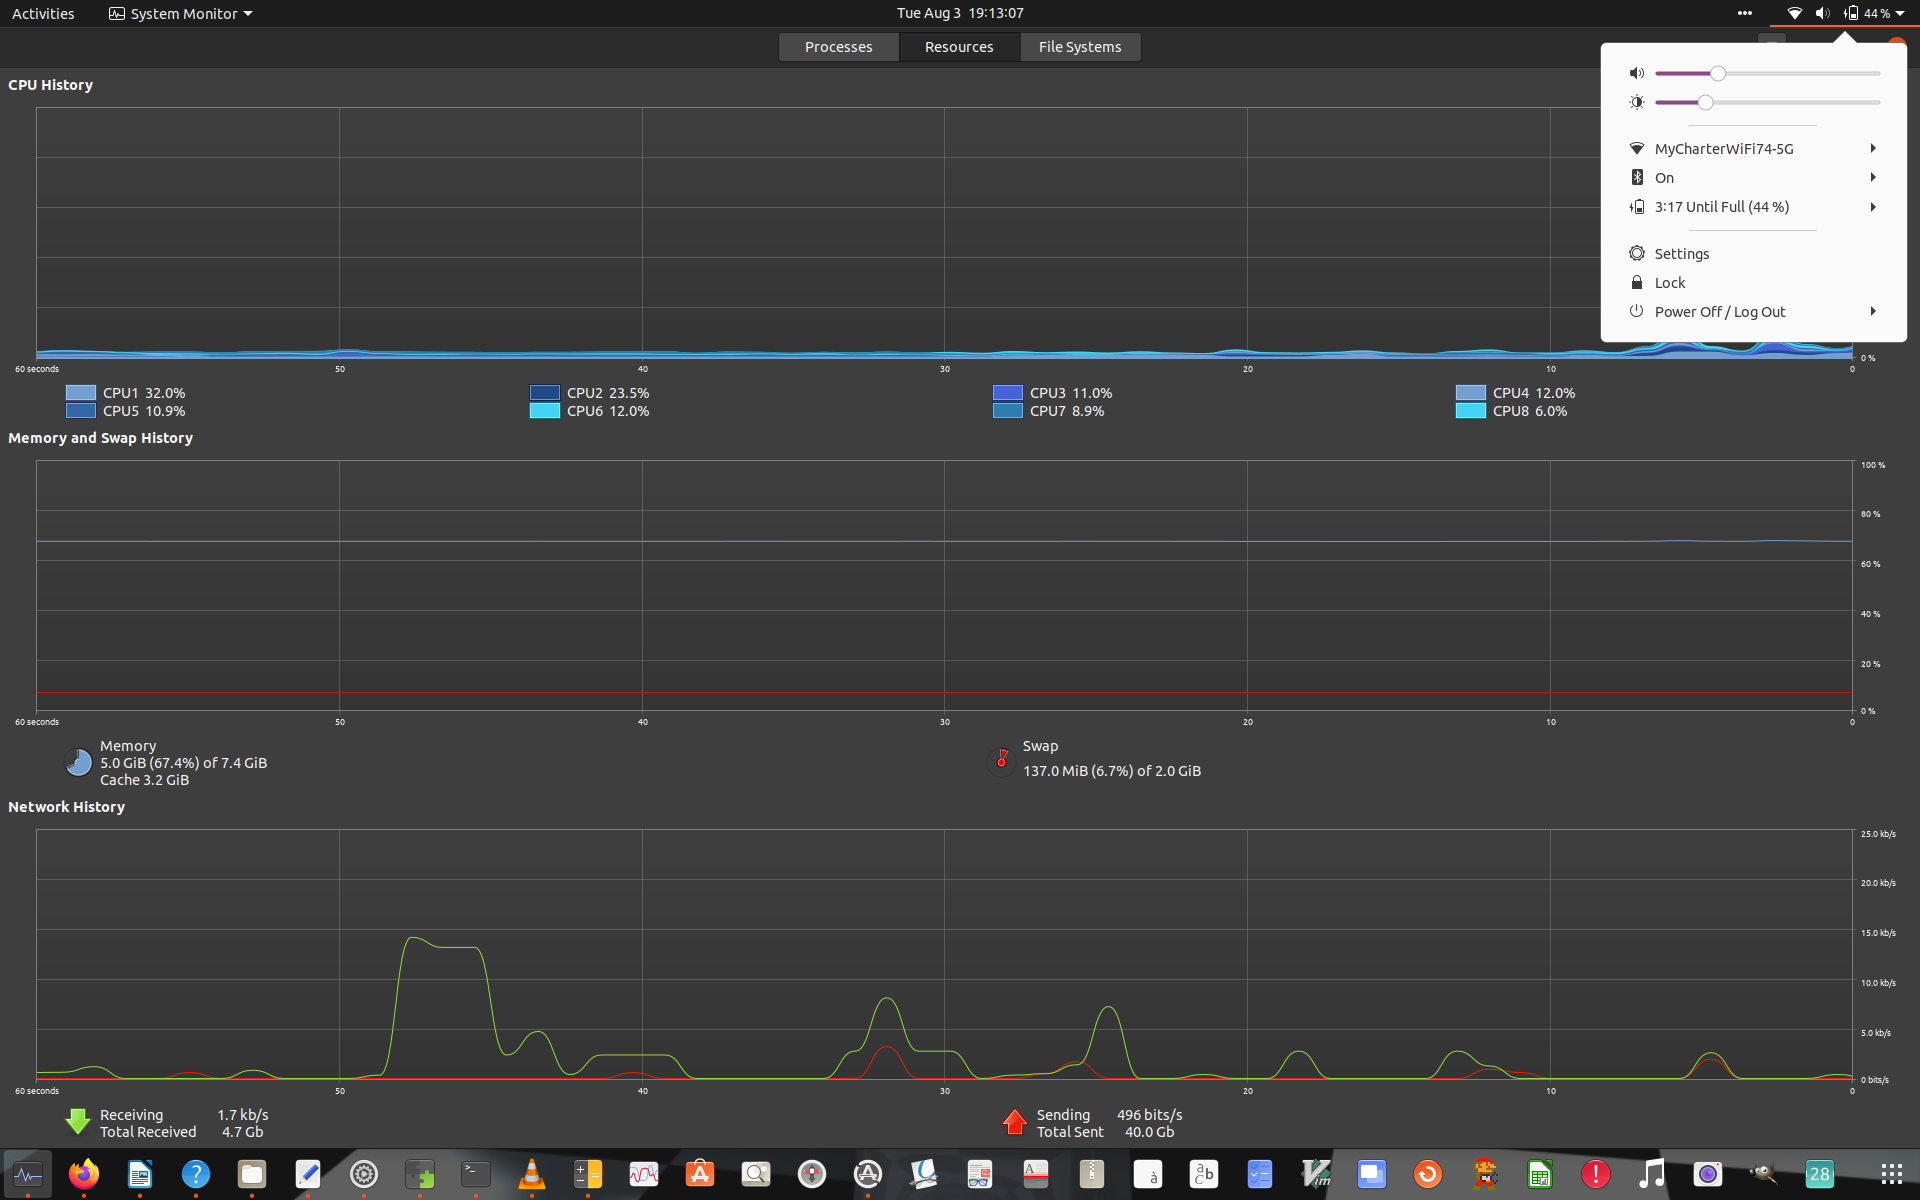 Activities
System Monitor
Tue Aug 3 19:13:07
44 %
Processes
Resources
File Systems
MyCharterWiFi74-5G
On
3:17 Until Full (44 %)
Settings
Lock
Power Off / Log Out
CPU History
0 %
60 seconds 50 40 30 20 10 0
CPU1 32.0% CPU2 23.5% CPU3 11.0% CPU4 12.0%
CPU5 10.9% CPU6 12.0% CPU7 8.9% CPU8 6.0%
Memory and Swap History
100 %
80 %
60 %
40 %
20 %
0 %
60 seconds 50 40 30 20 10 0
Memory
5.0 GiB (67.4%) of 7.4 GiB
Cache 3.2 GiB
Swap
137.0 MiB (6.7%) of 2.0 GiB
Network History
25.0 kb/s
20.0 kb/s
15.0 kb/s
10.0 kb/s
5.0 kb/s
0 bits/s
60 seconds 50 40 30 20 10 0
Receiving 1.7 kb/s
Total Received 4.7 Gb
Sending 496 bits/s
Total Sent 40.0 Gb
?
>_
A
A
à
a b
c
Vim
!
28